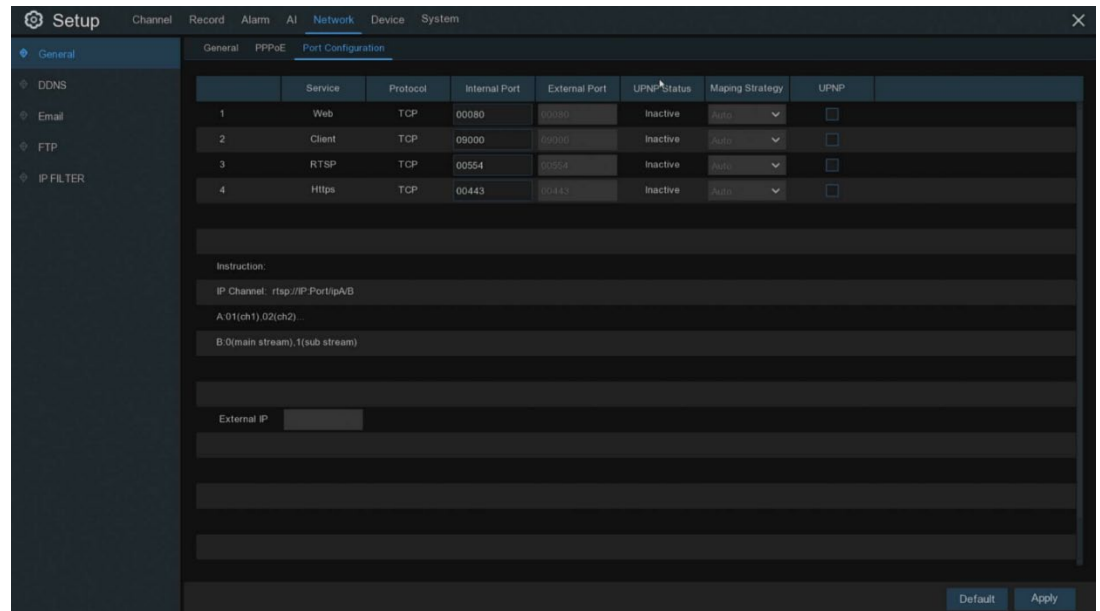 Setup Channel Record Alarm AI Network Device System
General PPPoE Port Configuration
General
DDNS
Email
FTP
IP FILTER
Service Protocol Internal Port External Port UPNP Status Maping Strategy UPNP
1 Web TCP 00080 00080 Inactive Auto
2 Client TCP 09000 09000 Inactive Auto
3 RTSP TCP 00554 00554 Inactive Auto
4 Https TCP 00443 00443 Inactive Auto
Instruction:
IP Channel: rtsp://IP:Port/ipA/B
A:01(ch1),02(ch2)...
B:0(main stream),1(sub stream)
External IP
Default Apply